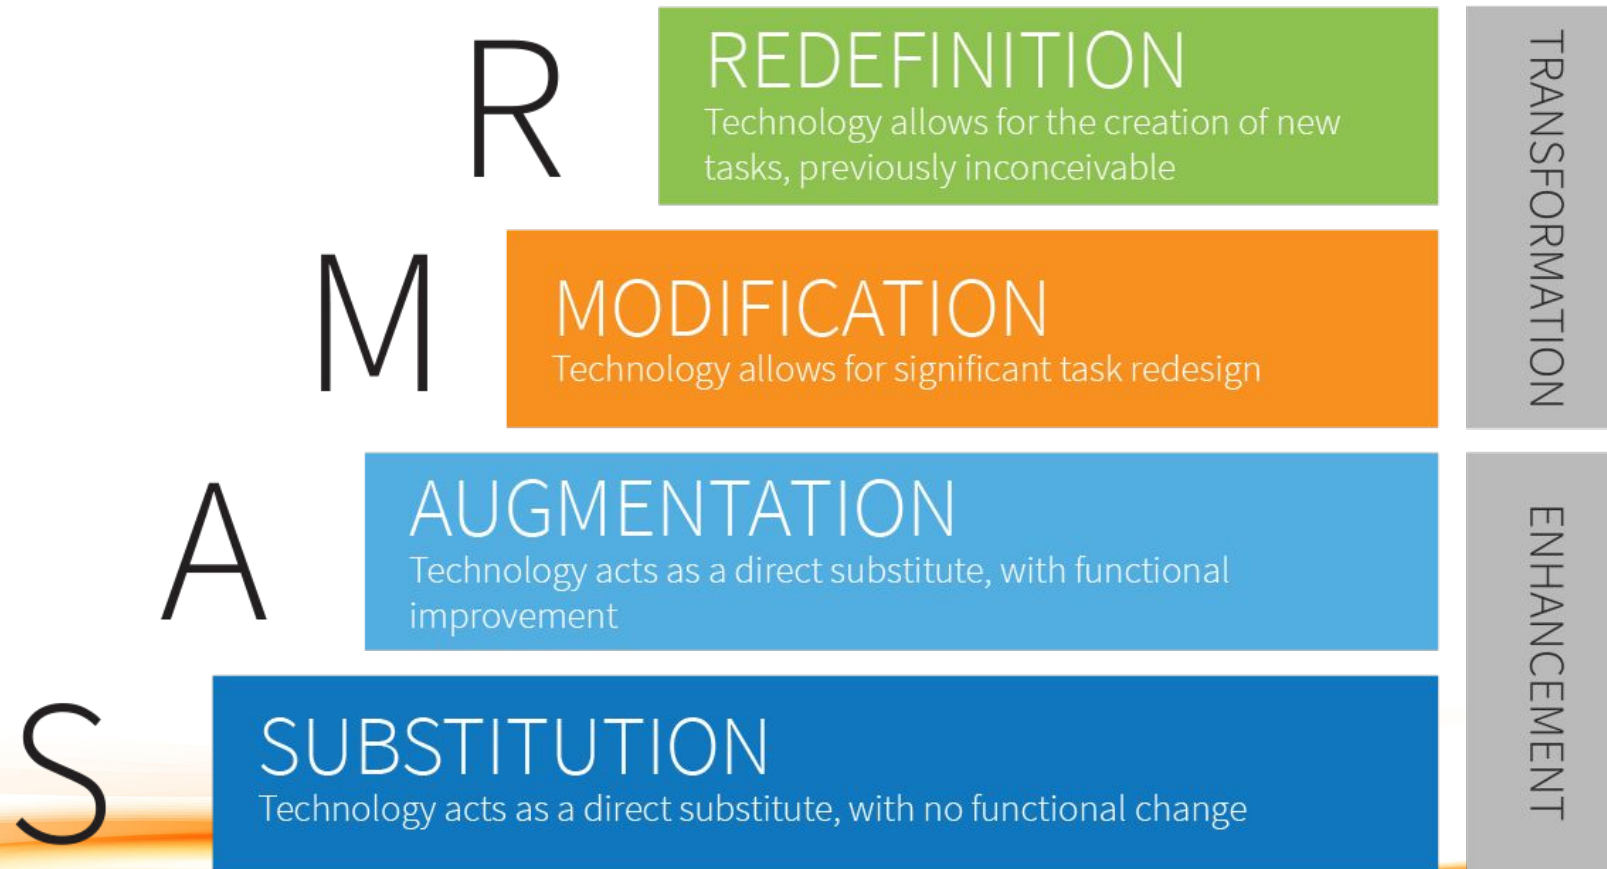 R
REDEFINITION
Technology allows for the creation of new
tasks, previously inconceivable
M
MODIFICATION
Technology allows for significant task redesign
TRANSFORMATION
A
AUGMENTATION
Technology acts as a direct substitute, with functional
improvement
S
SUBSTITUTION
Technology acts as a direct substitute, with no functional change
ENHANCEMENT